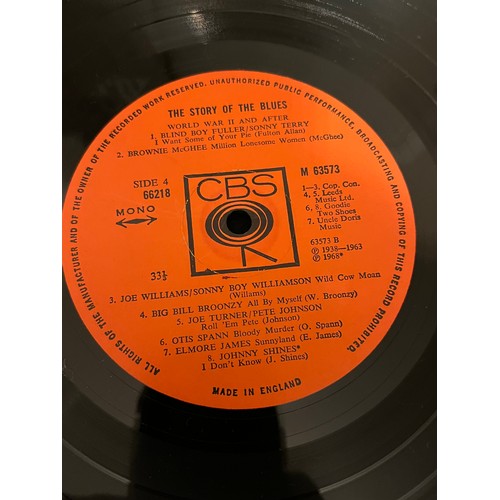 ALL RIGHTS OF THE MANUFACTURER AND OF THE OWNER OF THE RECORDED WORK RESERVED. UNAUTHORIZED PUBLIC PERFORMANCE, BROADCASTING AND COPYING OF THIS RECORD PROHIBITED.
THE STORY OF THE BLUES
WORLD WAR II AND AFTER
1. BLIND BOY FULLER/SONNY TERRY
I Want Some of Your Pie (Fulton Allan)
2. BROWNIE McGHEE Million Lonesome Women (McGhee)
SIDE 4
66218
MONO
CBS
M 63573
1—3. Cop. Con.
4, 5. Leeds
Music Ltd.
6, 8. Goodie
Two Shoes
7. Uncle Doris
Music
63573 B
Ⓟ 1938—1963
Ⓟ 1968*
33⅓
3. JOE WILLIAMS/SONNY BOY WILLIAMSON Wild Cow Moan
(Willams)
4. BIG BILL BROONZY All By Myself (W. Broonzy)
5. JOE TURNER/PETE JOHNSON
Roll 'Em Pete (Johnson)
6. OTIS SPANN Bloody Murder (O. Spann)
7. ELMORE JAMES Sunnyland (E. James)
8. JOHNNY SHINES*
I Don't Know (J. Shines)
MADE IN ENGLAND